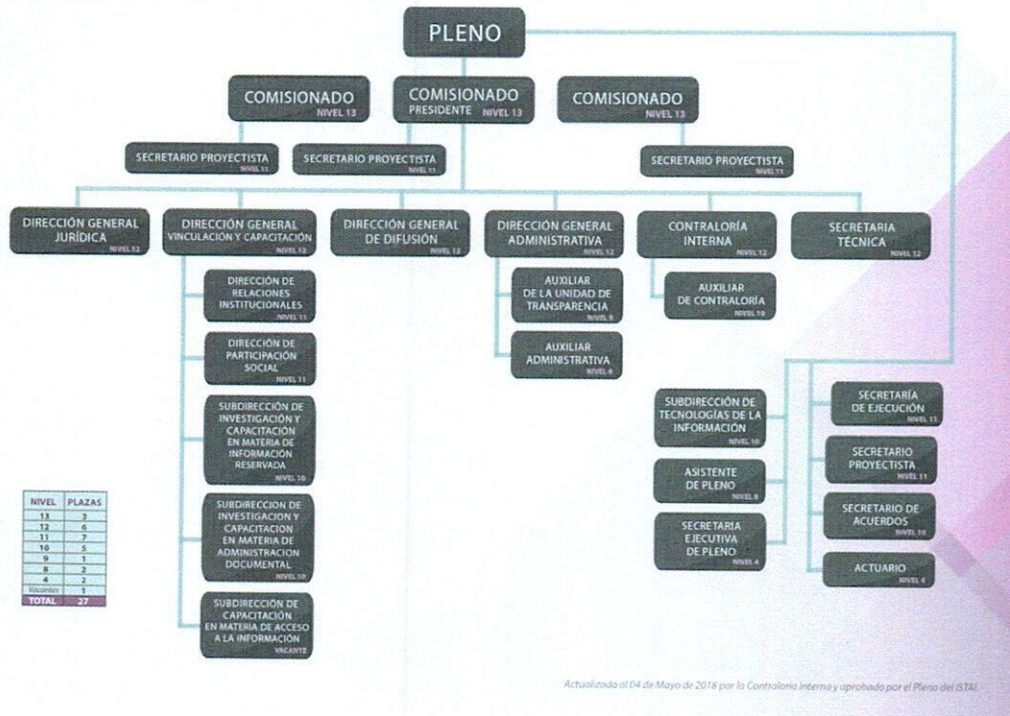 PLENO
COMISIONADO
NIVEL 13
COMISIONADO
PRESIDENTE NIVEL 13
COMISIONADO
NIVEL 13
SECRETARIO PROYECTISTA
NIVEL 11
SECRETARIO PROYECTISTA
NIVEL 11
SECRETARIO PROYECTISTA
NIVEL 11
DIRECCIÓN GENERAL
JURÍDICA
NIVEL 12
DIRECCIÓN GENERAL
VINCULACIÓN Y CAPACITACIÓN
NIVEL 12
DIRECCIÓN GENERAL
DE DIFUSIÓN
NIVEL 12
DIRECCIÓN GENERAL
ADMINISTRATIVA
NIVEL 12
CONTRALORÍA
INTERNA
NIVEL 12
SECRETARIA
TÉCNICA
NIVEL 12
DIRECCIÓN DE
RELACIONES
INSTITUCIONALES
NIVEL 11
DIRECCIÓN DE
PARTICIPACIÓN
SOCIAL
NIVEL 11
SUBDIRECCIÓN DE
INVESTIGACIÓN Y
CAPACITACIÓN
EN MATERIA DE
INFORMACIÓN
RESERVADA
NIVEL 10
SUBDIRECCION DE
INVESTIGACION Y
CAPACITACION
EN MATERIA DE
ADMINISTRACION
DOCUMENTAL
NIVEL 10
SUBDIRECCIÓN DE
CAPACITACIÓN
EN MATERIA DE ACCESO
A LA INFORMACIÓN
VACANTE
AUXILIAR
DE LA UNIDAD DE
TRANSPARENCIA
NIVEL 9
AUXILIAR
ADMINISTRATIVA
NIVEL
AUXILIAR
DE CONTRALORÍA
NIVEL 10
SUBDIRECCIÓN DE
TECNOLOGÍAS DE LA
INFORMACIÓN
NIVEL 10
ASISTENTE
DE PLENO
NIVEL 8
SECRETARIA
EJECUTIVA
DE PLENO
NIVEL 4
SECRETARÍA
DE EJECUCIÓN
NIVEL 11
SECRETARIO
PROYECTISTA
NIVEL 11
SECRETARIO DE
ACUERDOS
NIVEL 10
ACTUARIO
NIVEL 4
NIVEL PLAZAS
13 3
12 6
11 7
10 5
9 1
8 2
4 2
Vacantes 1
TOTAL 27
Actualizado al 04 de Mayo de 2018 por la Contraloría interna y aprobado por el Pleno del ISTAI.